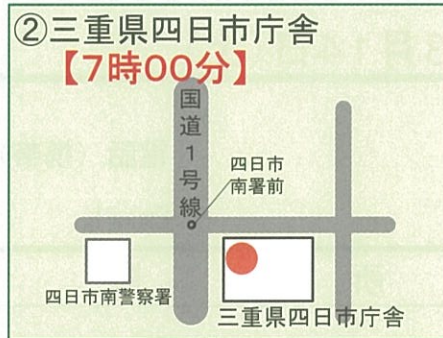 ②三重県四日市庁舎
【7時00分】
国道1号線
四日市
南署前
四日市南警察署
三重県四日市庁舎